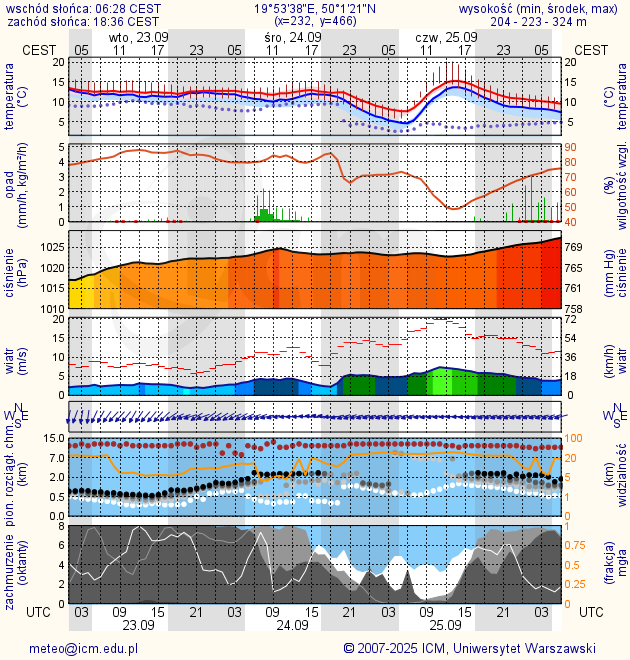 wschód słońca: 06:28 CEST 19°53'38"E, 50°1'21"N wysokość (min, środek, max)
zachód słońca: 18:36 CEST (x=232, y=466) 204 - 223 - 324 m
wto, 23.09 śro, 24.09 czw, 25.09
CEST 05 11 17 23 05 11 17 23 05 11 17 23 05 CEST
temperatura (°C)
20 15 10 5
20 15 10 5
(°C) temperatura
opad (mm/h, kg/m²/h)
5 4 3 2 1 0
90 80 70 60 50 40
(%) wilgotność wzgl.
ciśnienie (hPa)
1025 1020 1015 1010
769 765 761 758
(mm Hg) ciśnienie
wiatr (m/s)
20 15 10 5 0
72 54 36 18 0
(km/h) wiatr
N W E S
N W E S
pion. rozciągł. chm. (km)
15.0 7.0 2.0 0.5 0.0
100 20 5 1 0
(km) widzialność
zachmurzenie (oktanty)
8 6 4 2 0
1 0.75 0.5 0.25 0
(frakcja) mgła
UTC 03 09 15 21 03 09 15 21 03 09 15 21 03 UTC
23.09 24.09 25.09
meteo@icm.edu.pl © 2007-2025 ICM, Uniwersytet Warszawski